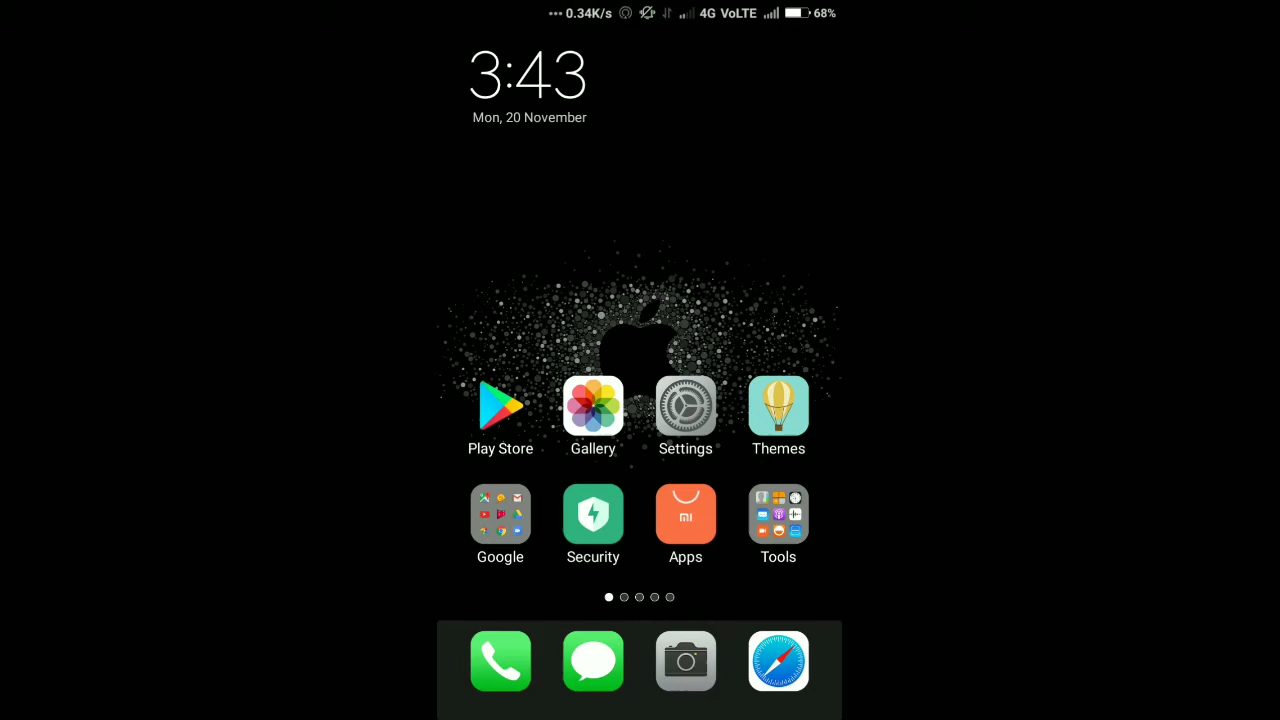 ••• 0.34K/s 4G VoLTE 68%
3:43
Mon, 20 November
Play Store Gallery Settings Themes
mi
Google Security Apps Tools